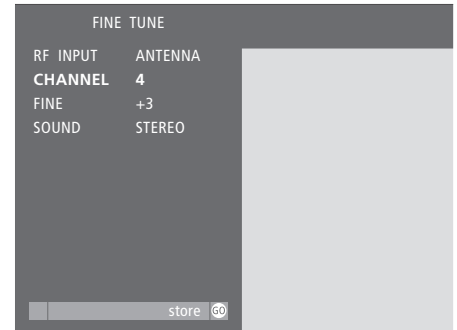 FINE TUNE
RF INPUT ANTENNA
CHANNEL 4
FINE +3
SOUND STEREO
store GO